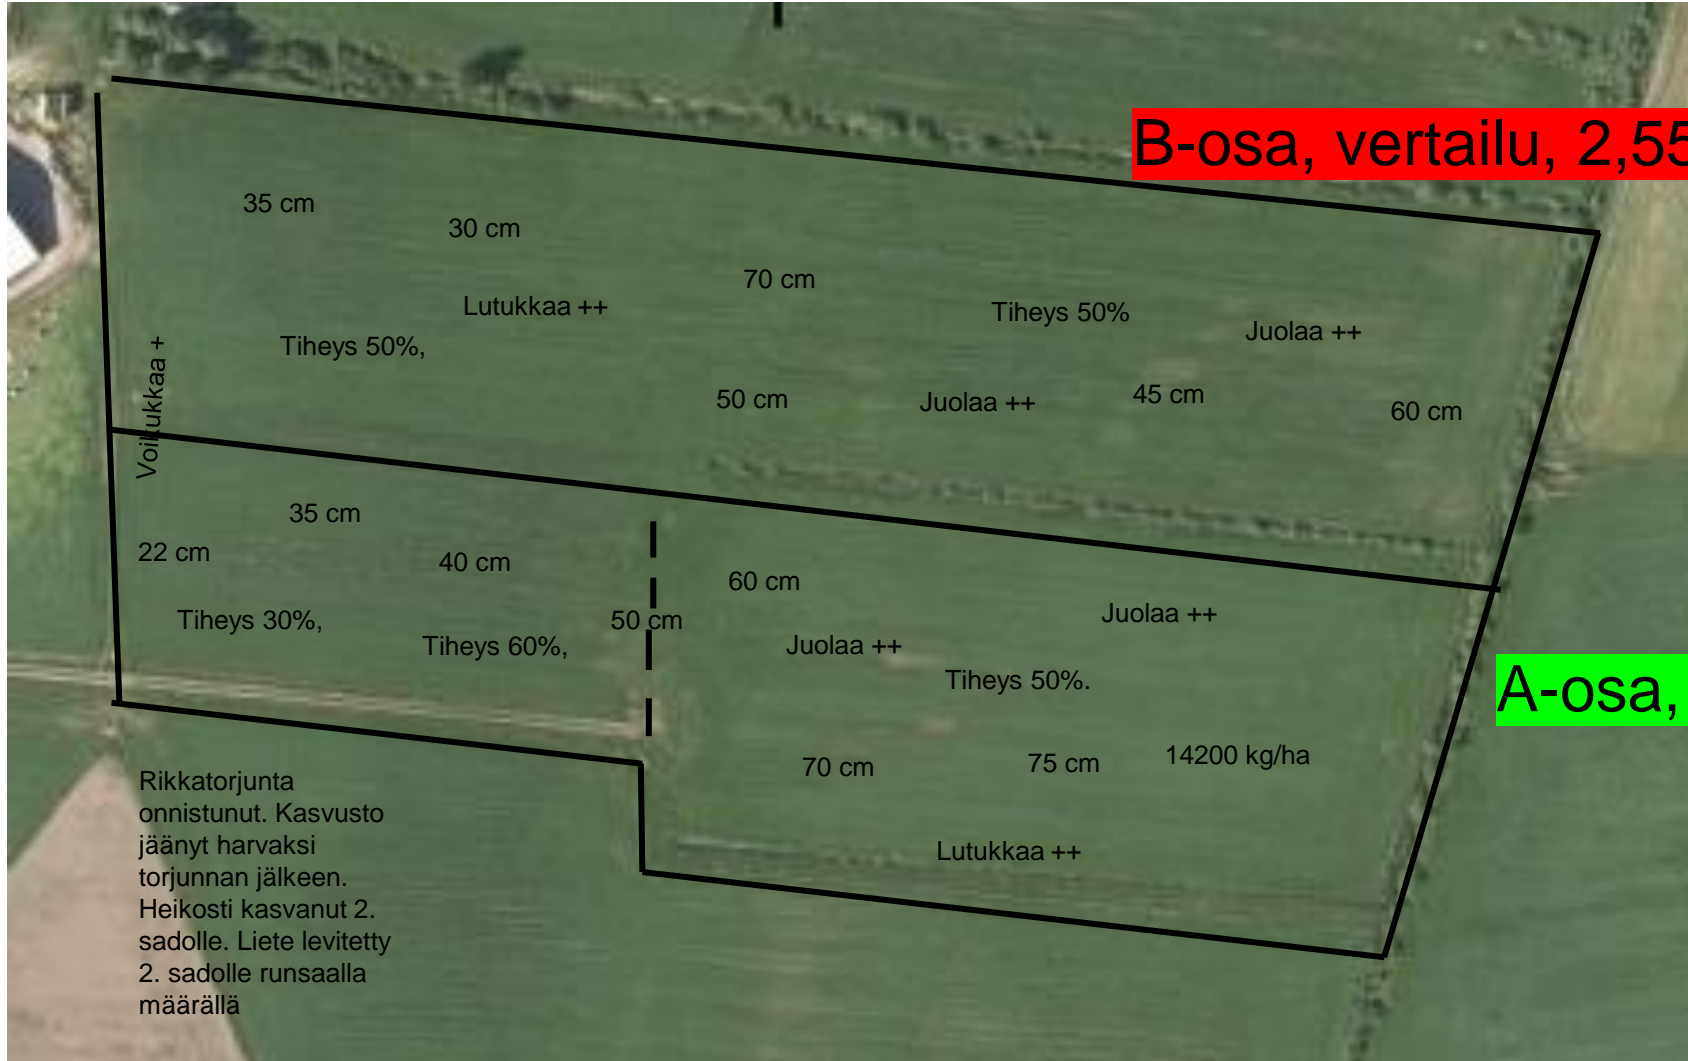 B-osa, vertailu, 2,55
35 cm
30 cm
70 cm
Lutukkaa ++
Tiheys 50%
Juolaa ++
Tiheys 50%,
Voikukkaa +
50 cm
Juolaa ++
45 cm
60 cm
35 cm
22 cm
40 cm
60 cm
Tiheys 30%,
50 cm
Juolaa ++
Tiheys 60%,
Juolaa ++
Tiheys 50%.
A-osa,
70 cm
75 cm
14200 kg/ha
Lutukkaa ++
Rikkatorjunta
onnistunut. Kasvusto
jäänyt harvaksi
torjunnan jälkeen.
Heikosti kasvanut 2.
sadolle. Liete levitetty
2. sadolle runsaalla
määrällä